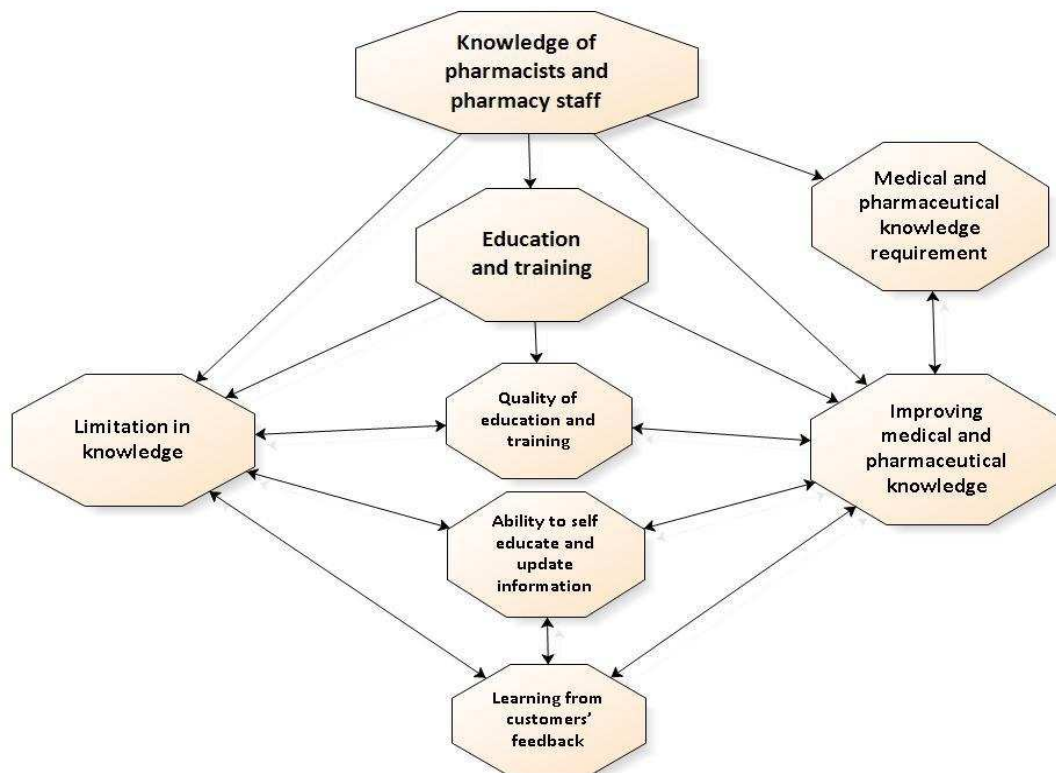 Knowledge of
pharmacists and
pharmacy staff
Medical and
pharmaceutical
knowledge
requirement
Education
and training
Limitation in
knowledge
Quality of
education and
training
Improving
medical and
pharmaceutical
knowledge
Ability to self
educate and
update
information
Learning from
customers’
feedback